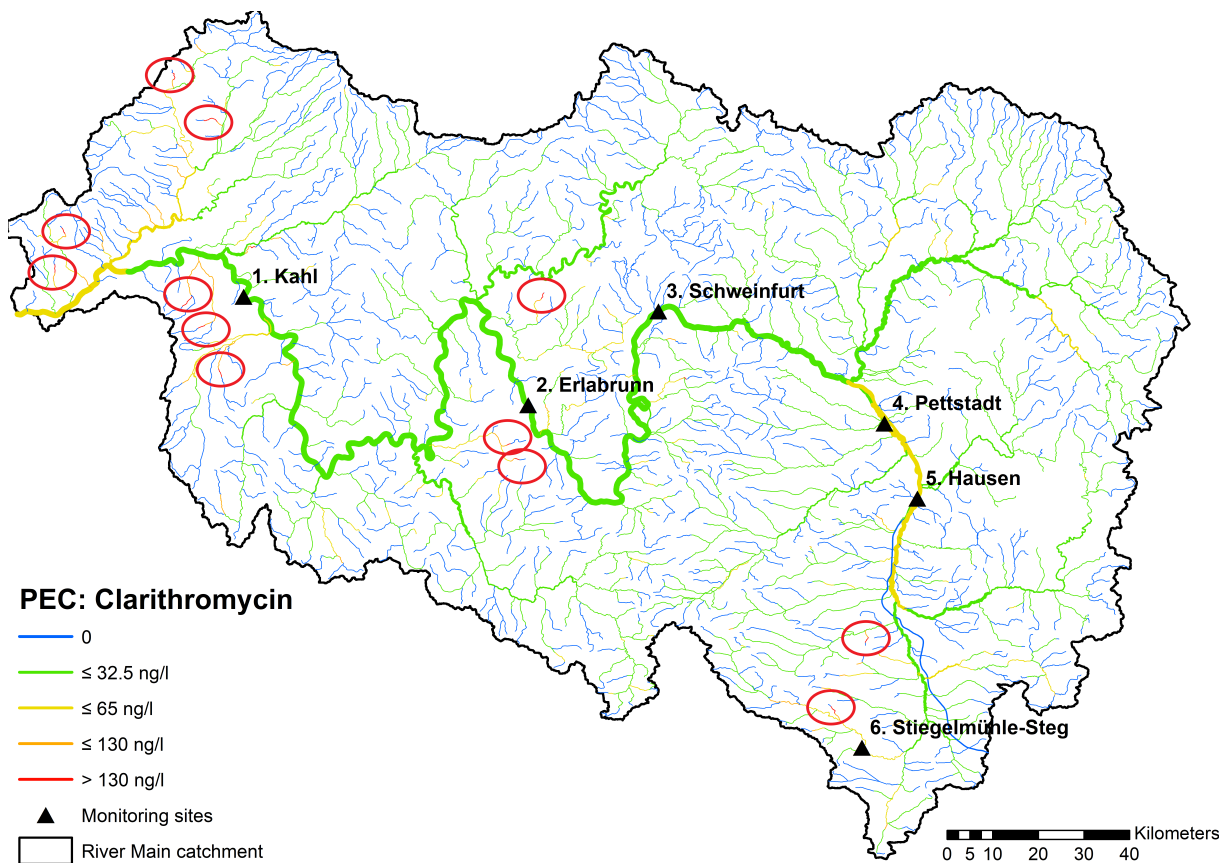 1. Kahl
3. Schweinfurt
2. Erlabrunn
4. Pettstadt
5. Hausen
6. Stiegelmühle-Steg
PEC: Clarithromycin
0
≤ 32.5 ng/l
≤ 65 ng/l
≤ 130 ng/l
> 130 ng/l
Monitoring sites
River Main catchment
Kilometers
0 5 10 20 30 40